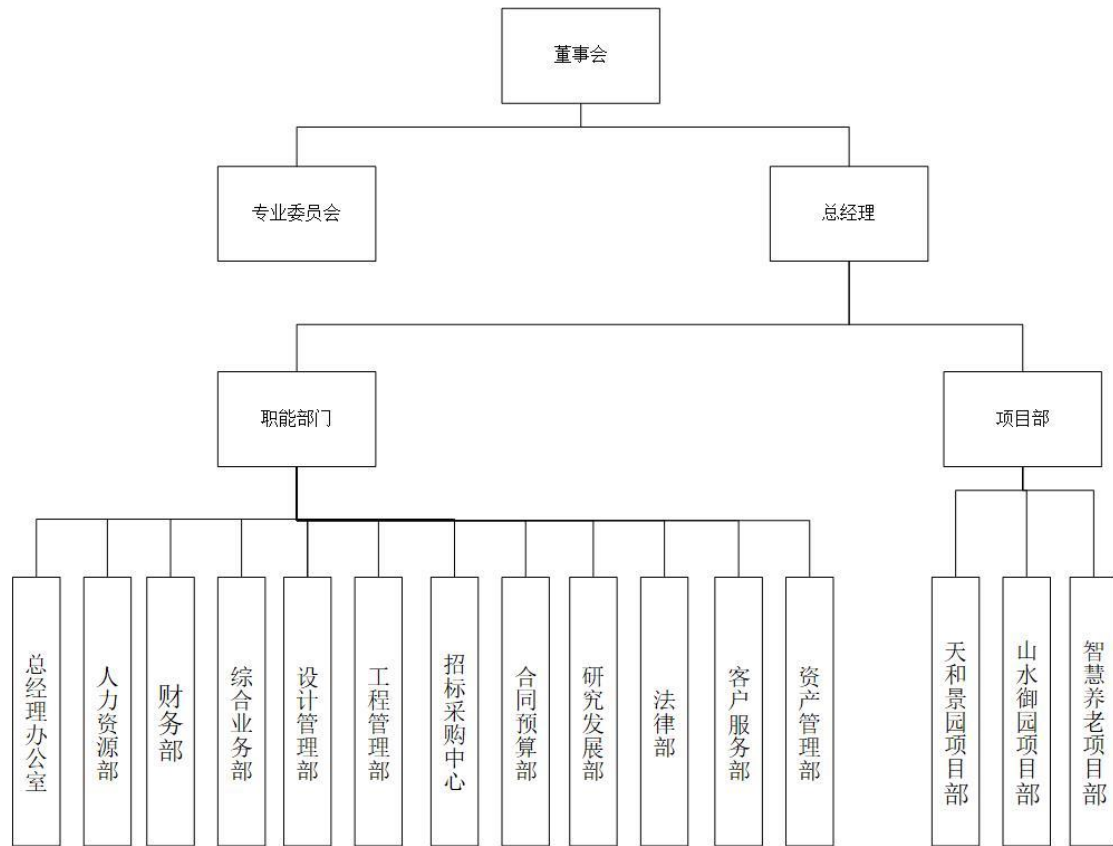 董事会
专业委员会
总经理
职能部门
项目部
总经理办公室
人力资源部
财务部
综合业务部
设计管理部
工程管理部
招标采购中心
合同预算部
研究发展部
法律部
客户服务部
资产管理部
天和景园项目部
山水御园项目部
智慧养老项目部